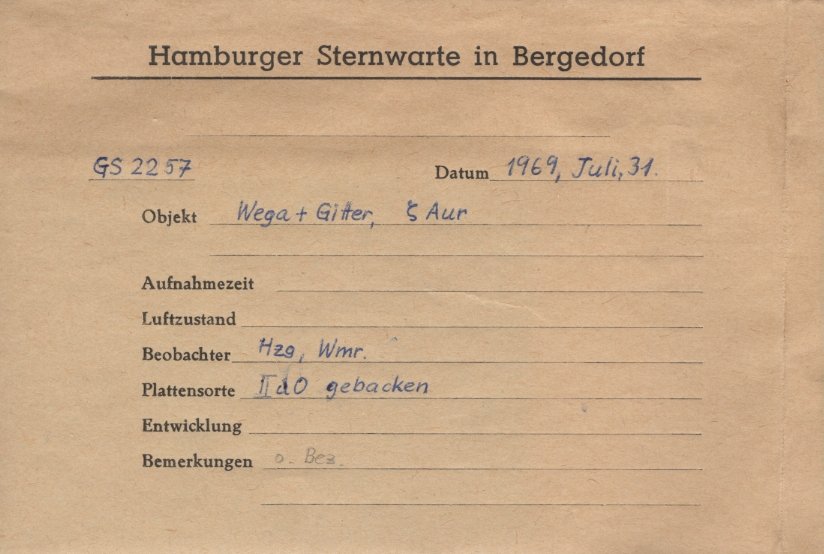 Hamburger Sternwarte in Bergedorf
GS 2257 Datum 1969, Juli, 31.
Objekt Wega + Gitter, ζ Aur
Aufnahmezeit
Luftzustand
Beobachter Hzg, Wmr.
Plattensorte II a O gebacken
Entwicklung
Bemerkungen o. Bez.